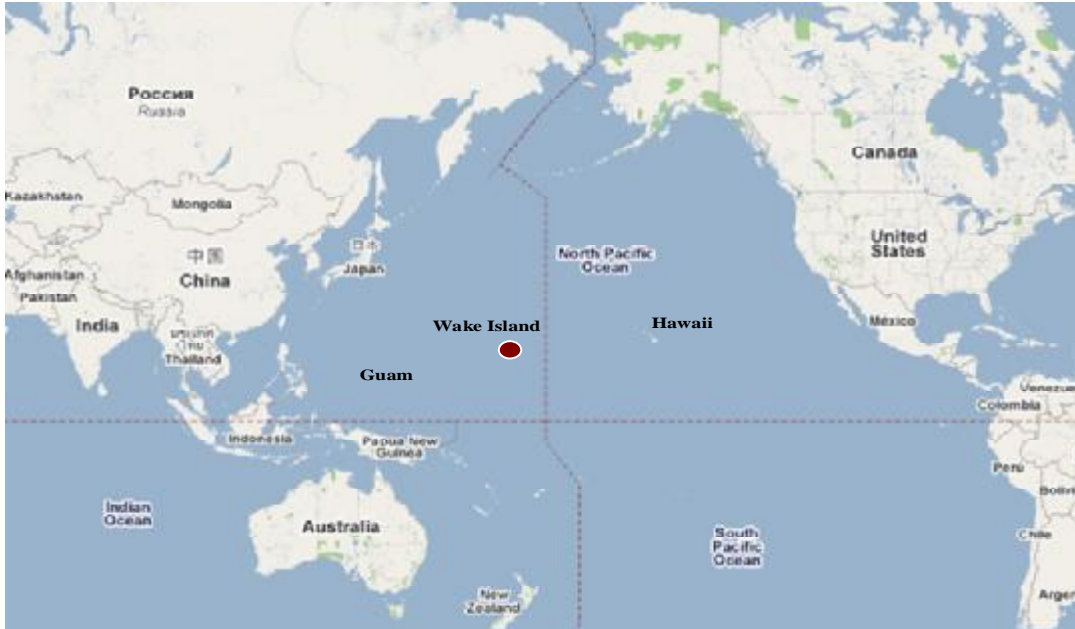 Россия
Russia
Canada
Kazakhstan
Mongolia
North Pacific
Ocean
United
States
日本
Japan
中国
China
Afghanistan
Pakistan
India
Thailand
Wake Island
Hawaii
México
Guam
Venezue
Colombia
Indonesia
Papua New
Guinea
Perú
Bolivi
Indian
Ocean
Australia
South
Pacific
Ocean
Chile
New
Zealand
Argen